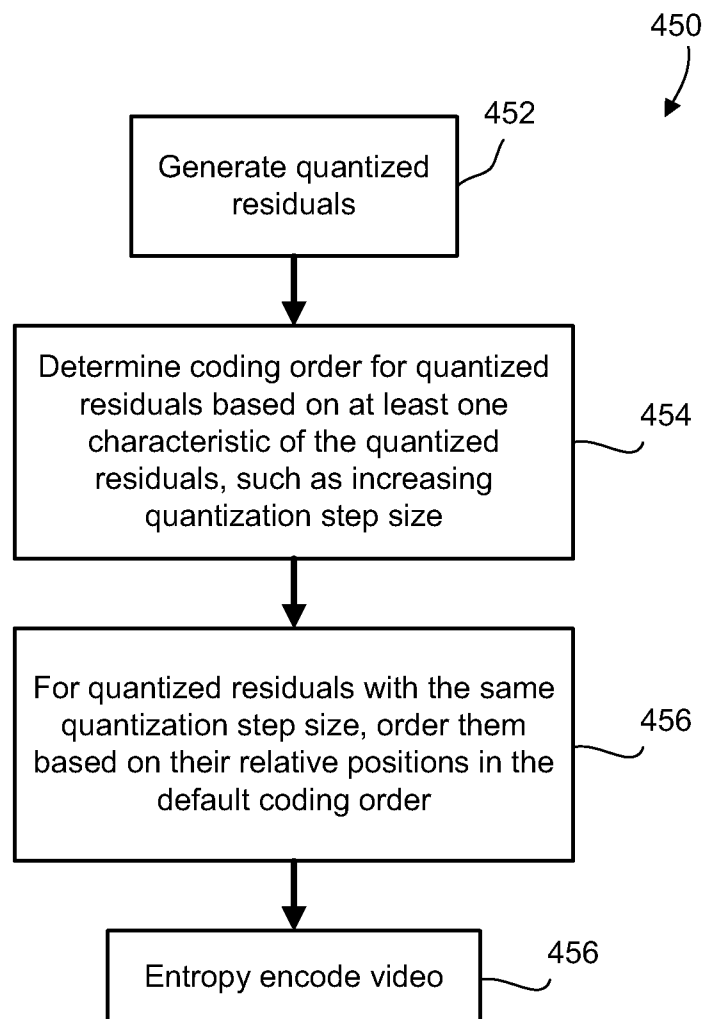 450
452
Generate quantized
residuals
Determine coding order for quantized
residuals based on at least one
characteristic of the quantized
residuals, such as increasing
quantization step size
454
For quantized residuals with the same
quantization step size, order them
based on their relative positions in the
default coding order
456
Entropy encode video
456